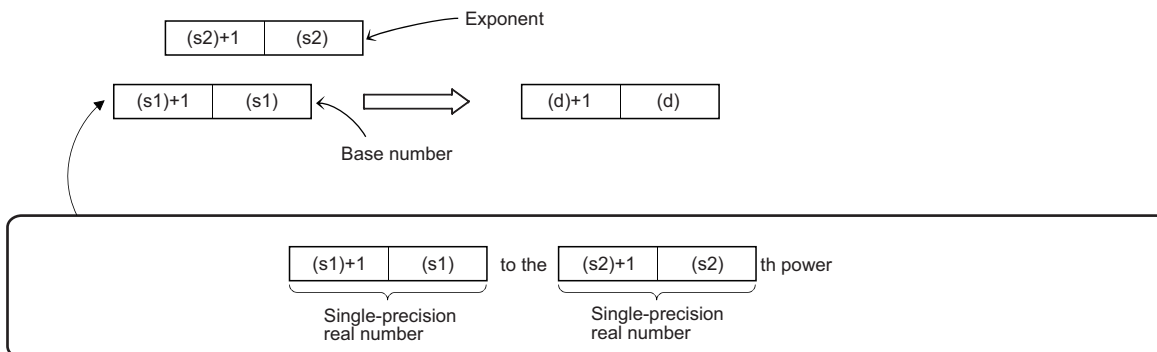 Exponent
(s2)+1 (s2)
(s1)+1 (s1) (d)+1 (d)
Base number
(s1)+1 (s1) to the (s2)+1 (s2) th power
Single-precision Single-precision
real number real number